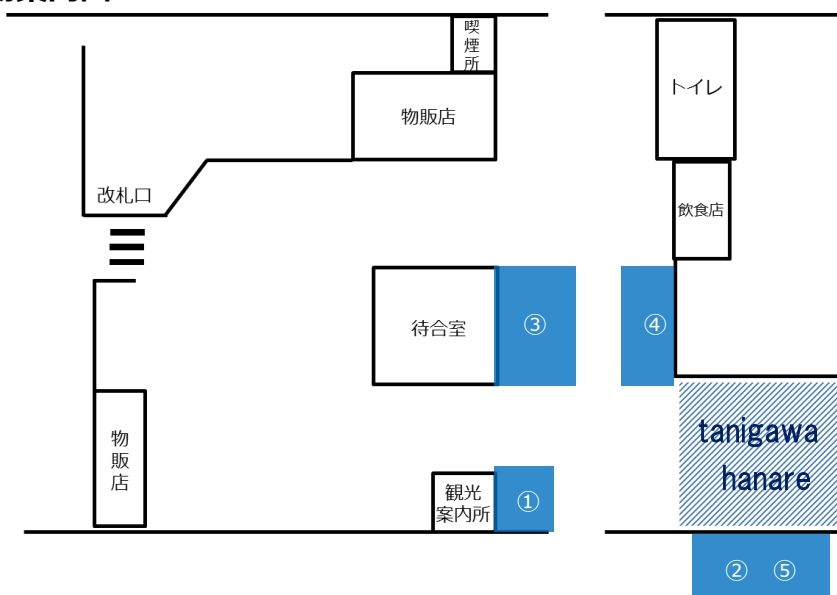 喫煙所
物販店
トイレ
改札口
飲食店
待合室
③
④
物販店
tanigawa
hanare
観光
案内所
①
② ⑤